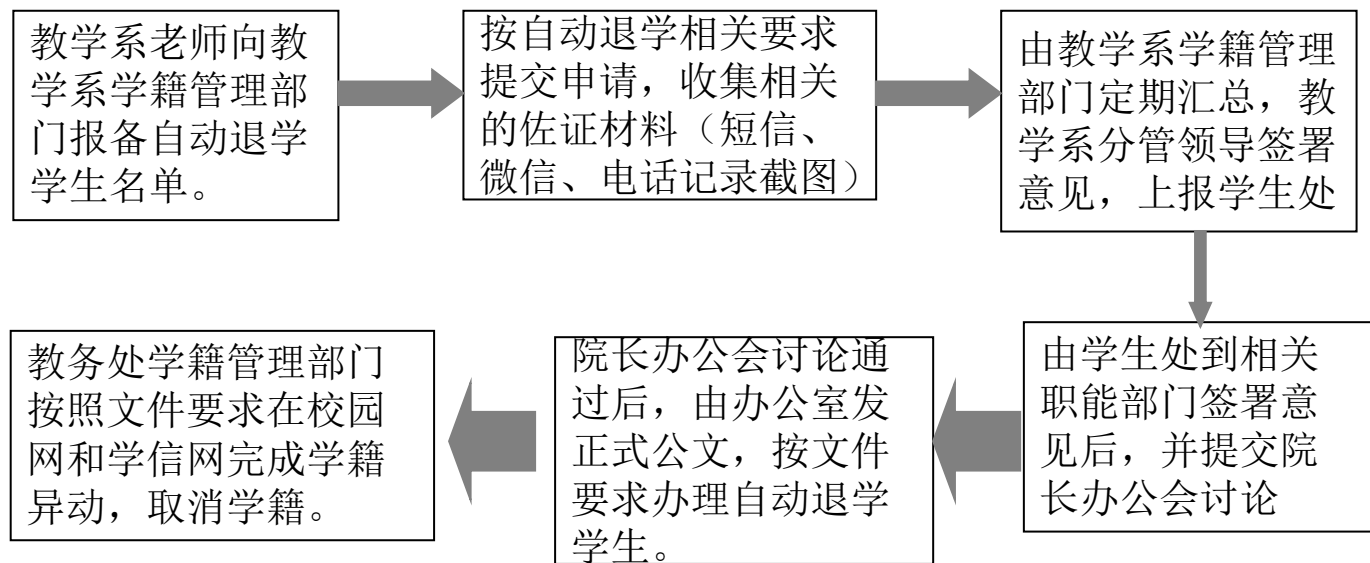 教学系老师向教
学系学籍管理部
门报备自动退学
学生名单。
按自动退学相关要求
提交申请，收集相关
的佐证材料（短信、
微信、电话记录截图）
由教学系学籍管理
部门定期汇总，教
学系分管领导签署
意见，上报学生处
由学生处到相关
职能部门签署意
见后，并提交院
长办公会讨论
院长办公会讨论通
过后，由办公室发
正式公文，按文件
要求办理自动退学
学生。
教务处学籍管理部门
按照文件要求在校园
网和学信网完成学籍
异动，取消学籍。